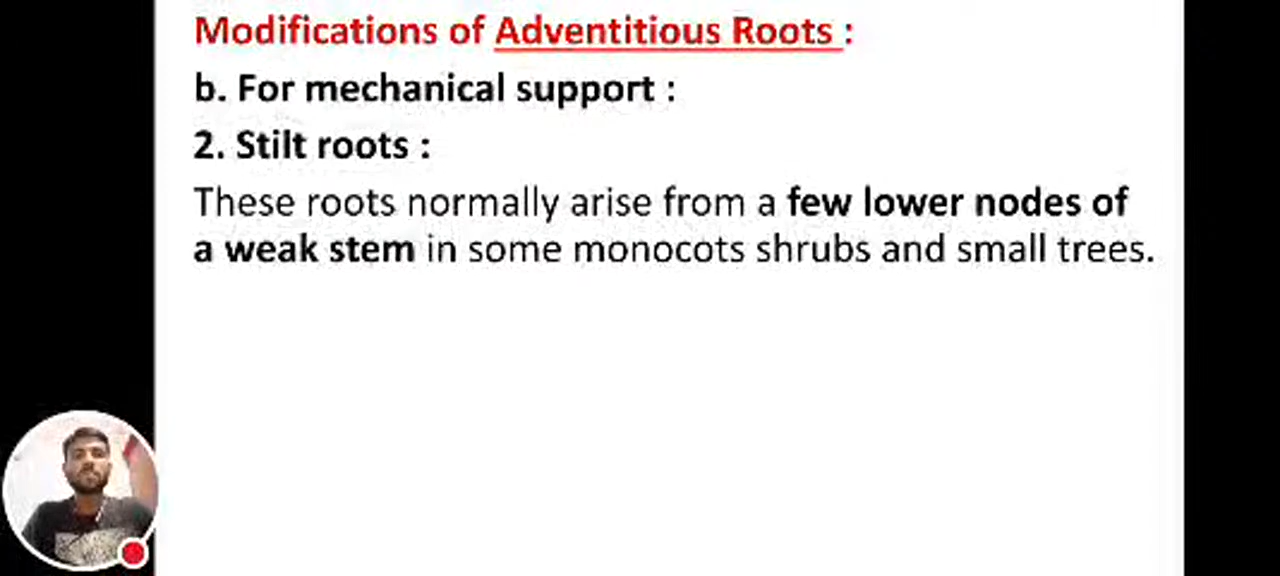 Modifications of Adventitious Roots :
b. For mechanical support :
2. Stilt roots :
These roots normally arise from a few lower nodes of
a weak stem in some monocots shrubs and small trees.